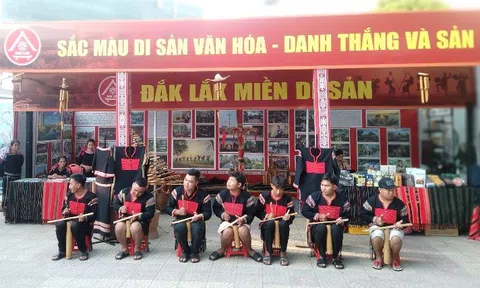 SẮC MÀU DI SẢN VĂN HÓA - DANH THẮNG VÀ SẢN
ĐẮK LẮK MIỀN DI SẢN